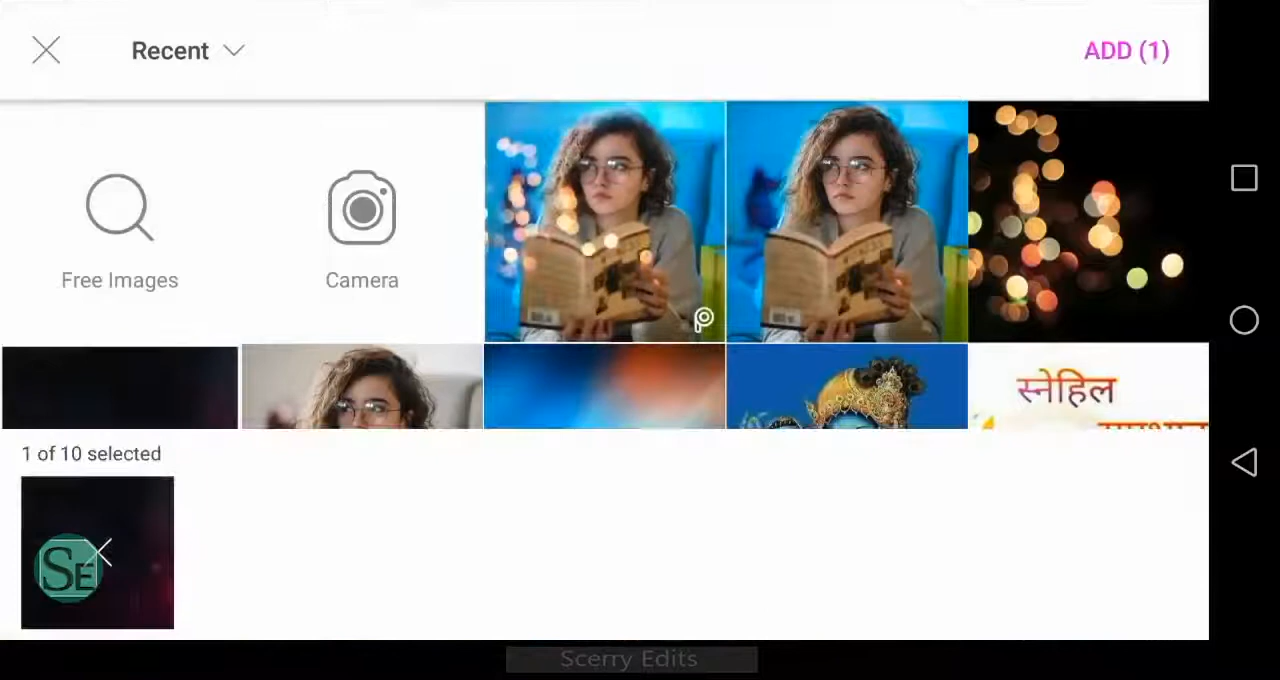 Recent
ADD (1)
Free Images
Camera
स्नेहिल
1 of 10 selected
SE
Scerry Edits